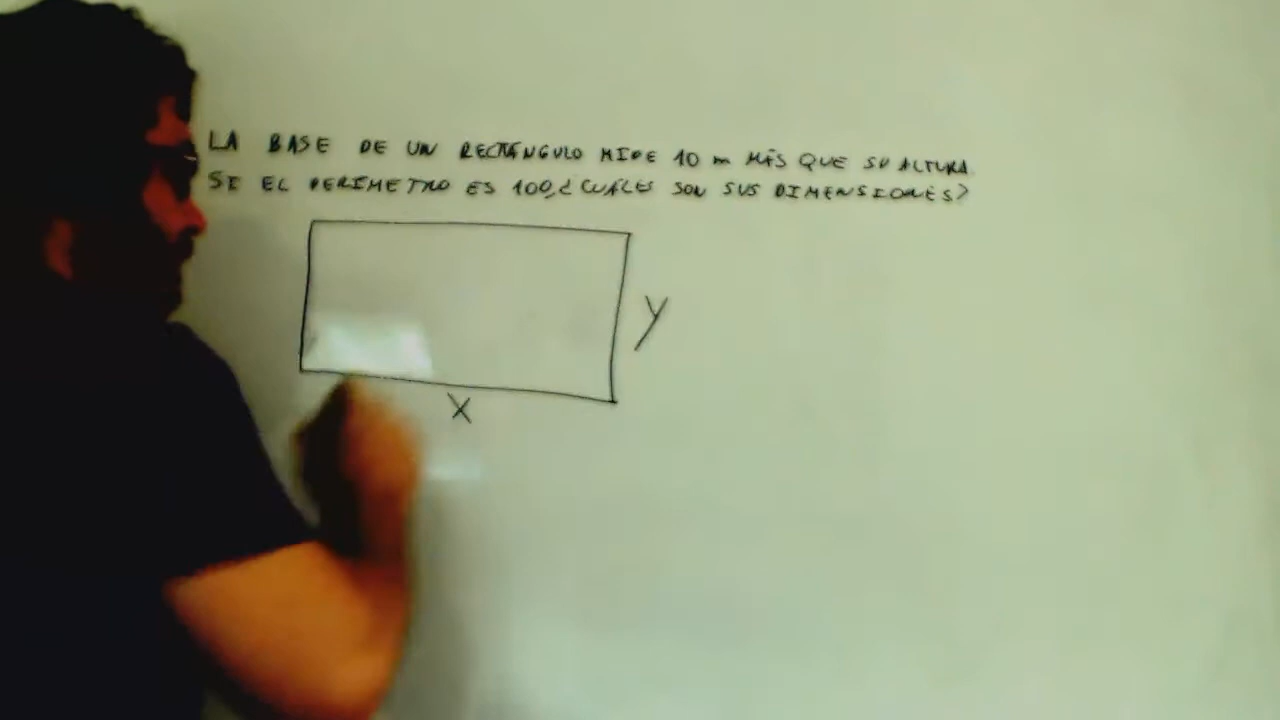 LA BASE DE UN RECTÁNGULO MIDE 10 m MÁS QUE SU ALTURA.
SI EL PERIMETRO ES 100,¿CUÁLES SON SUS DIMENSIONES?
y
x